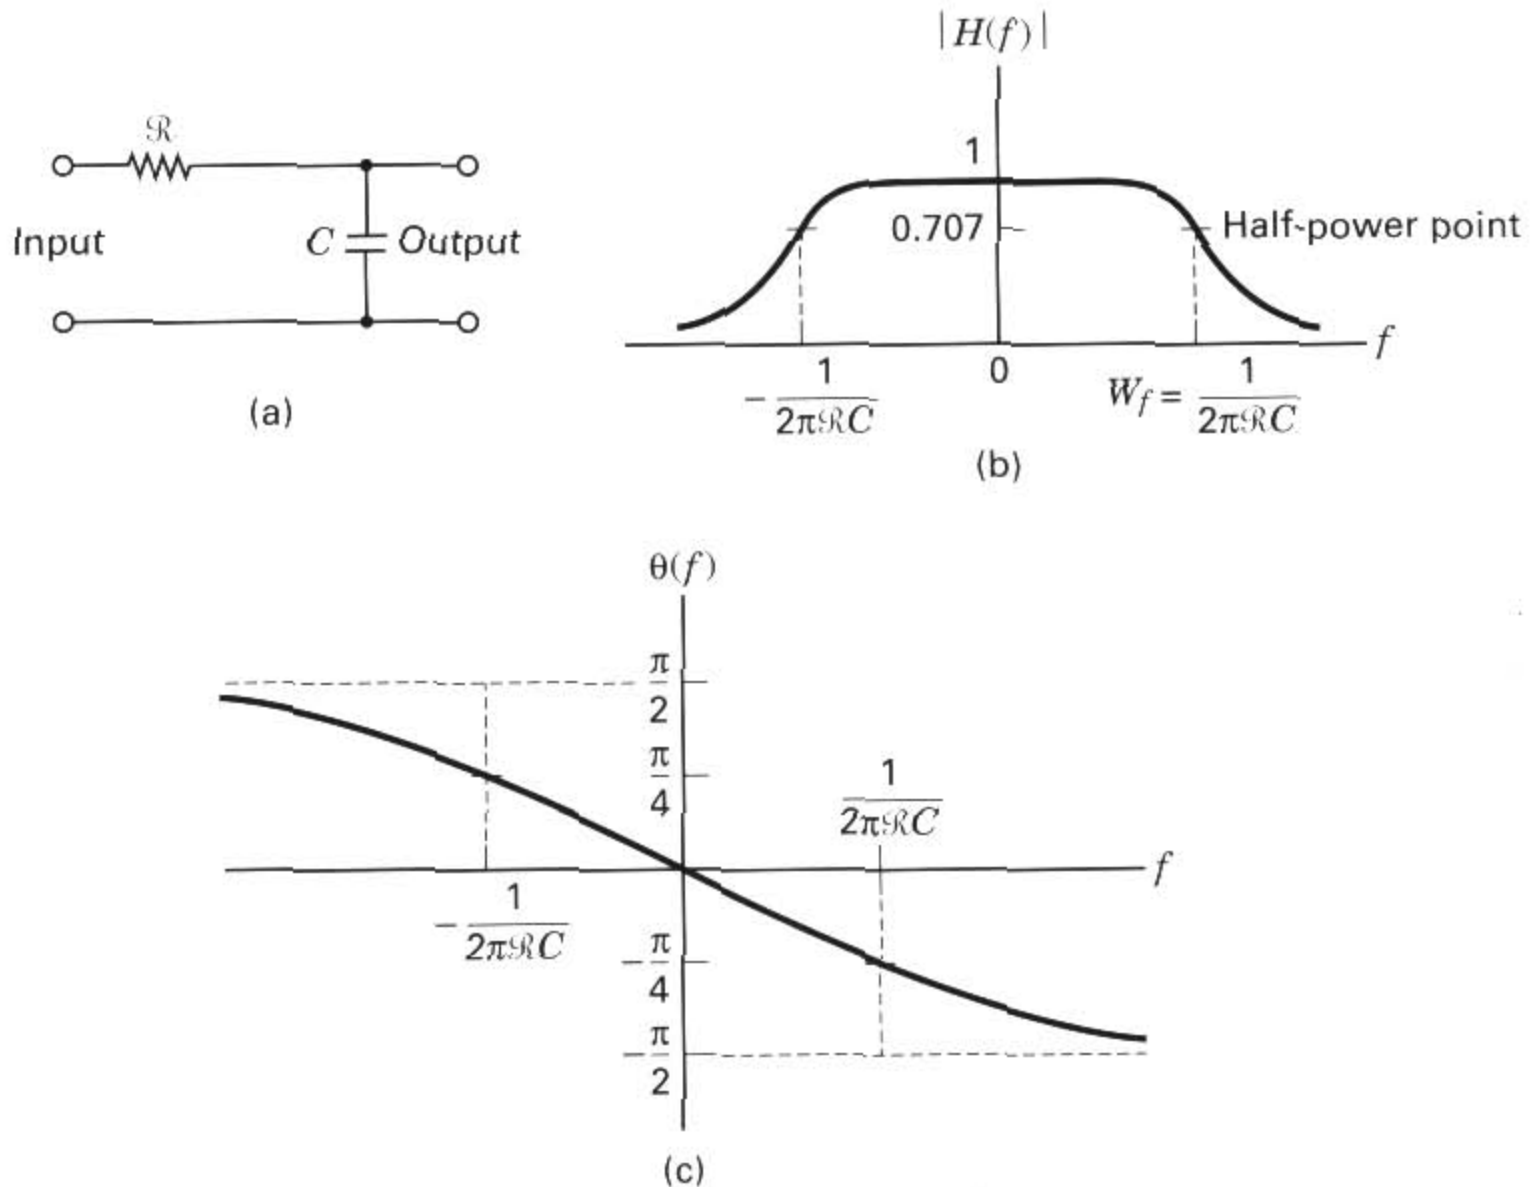 ℛ
Input
C
Output
(a)
|H(f)|
1
0.707
Half-power point
f
-1/2πℛC
0
W_f = 1/2πℛC
(b)
θ(f)
π/2
π/4
1/2πℛC
f
-1/2πℛC
-π/4
-π/2
(c)